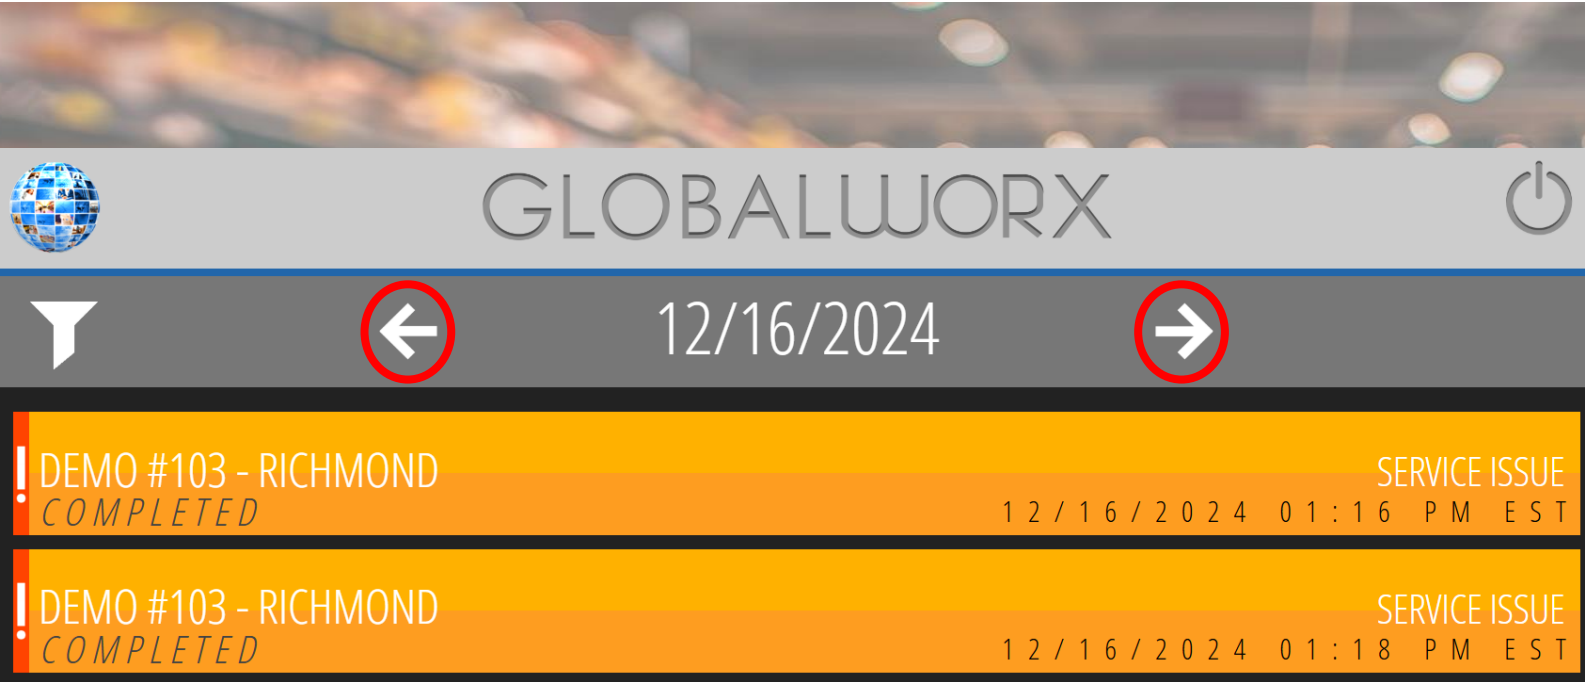 GLOBALWORX
12/16/2024
! DEMO #103 - RICHMOND SERVICE ISSUE
COMPLETED 12/16/2024 01:16 PM EST
! DEMO #103 - RICHMOND SERVICE ISSUE
COMPLETED 12/16/2024 01:18 PM EST